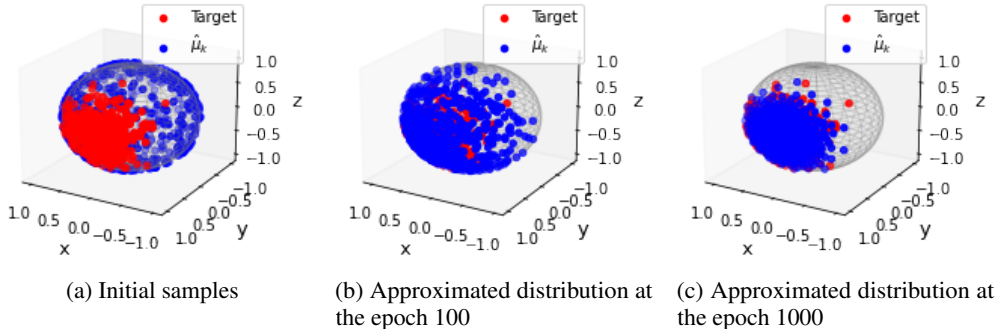 Target
μ̂k
1.0
0.5
0.0
−0.5
−1.0
z
1.0
0.5
0.0
−0.5
−1.0
x
−1.0
−0.5
0.0
0.5
1.0
y
(a) Initial samples
Target
μ̂k
1.0
0.5
0.0
−0.5
−1.0
z
1.0
0.5
0.0
−0.5
−1.0
x
−1.0
−0.5
0.0
0.5
1.0
y
(b) Approximated distribution at
the epoch 100
Target
μ̂k
1.0
0.5
0.0
−0.5
−1.0
z
1.0
0.5
0.0
−0.5
−1.0
x
−1.0
−0.5
0.0
0.5
1.0
y
(c) Approximated distribution at
the epoch 1000